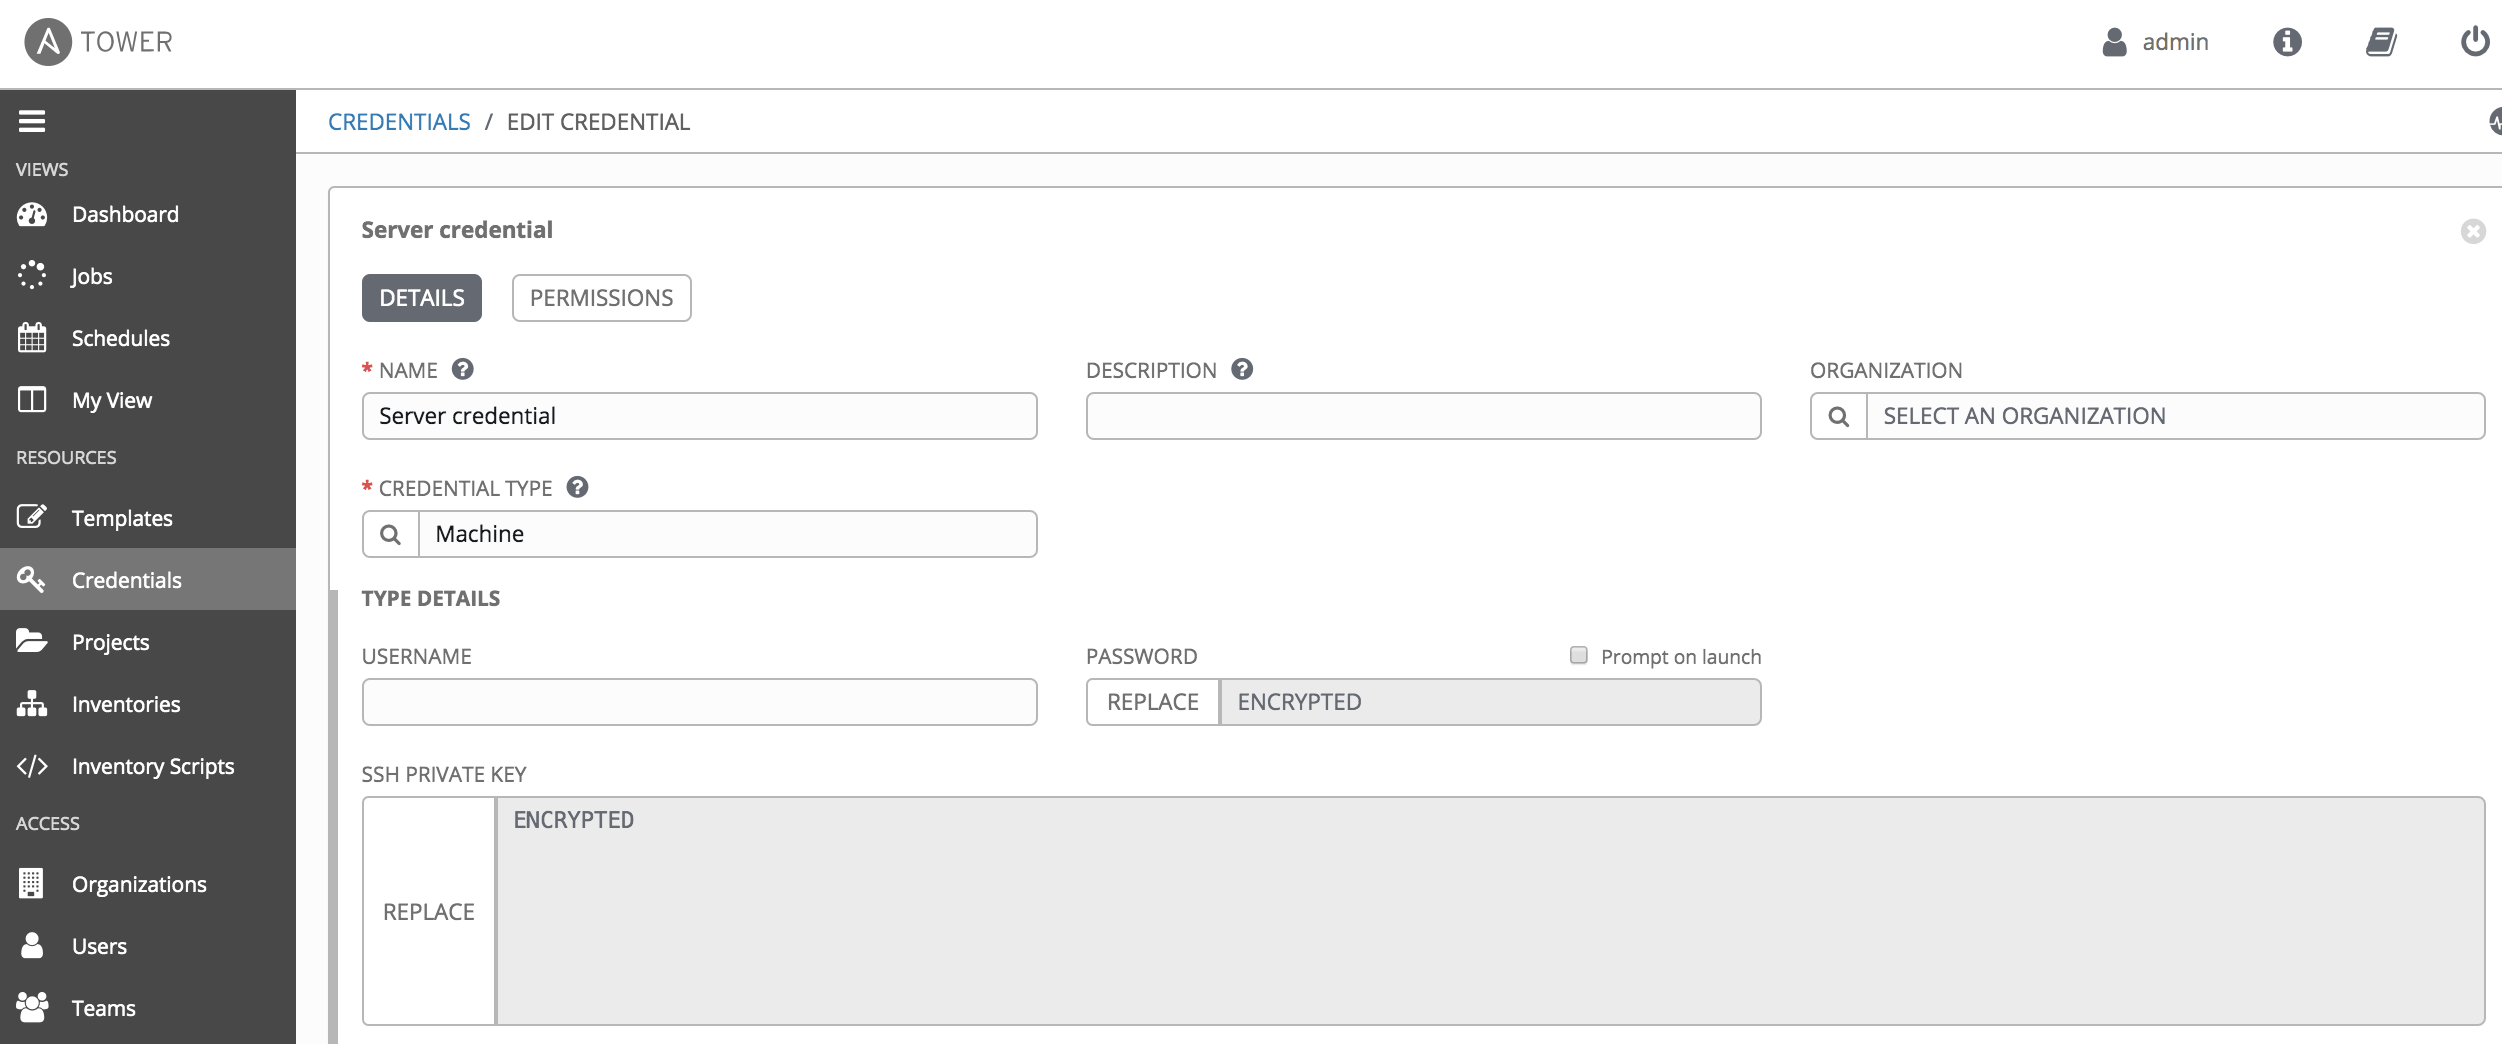 TOWER
admin
CREDENTIALS / EDIT CREDENTIAL
VIEWS
Dashboard
Jobs
Schedules
My View
RESOURCES
Templates
Credentials
Projects
Inventories
Inventory Scripts
ACCESS
Organizations
Users
Teams
Server credential
DETAILS
PERMISSIONS
* NAME
DESCRIPTION
ORGANIZATION
Server credential
SELECT AN ORGANIZATION
* CREDENTIAL TYPE
Machine
TYPE DETAILS
USERNAME
PASSWORD
Prompt on launch
REPLACE
ENCRYPTED
SSH PRIVATE KEY
REPLACE
ENCRYPTED